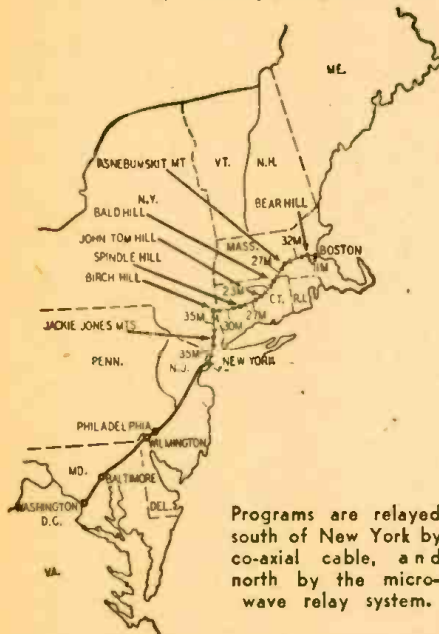 ME.
VT.
N.H.
ASNEBUMSKIT MT.
N.Y.
BEAR HILL
BALD HILL
MASS.
32M
BOSTON
JOHN TOM HILL
27M
11M
SPINDLE HILL
23M
CT.
R.I.
BIRCH HILL
35M
30M
27M
JACKIE JONES MTS.
35M
PENN.
N.J.
NEW YORK
PHILADELPHIA
WILMINGTON
MD.
BALTIMORE
WASHINGTON
D.C.
DEL.
VA.
Programs are relayed
south of New York by
co-axial cable, and
north by the micro-
wave relay system.